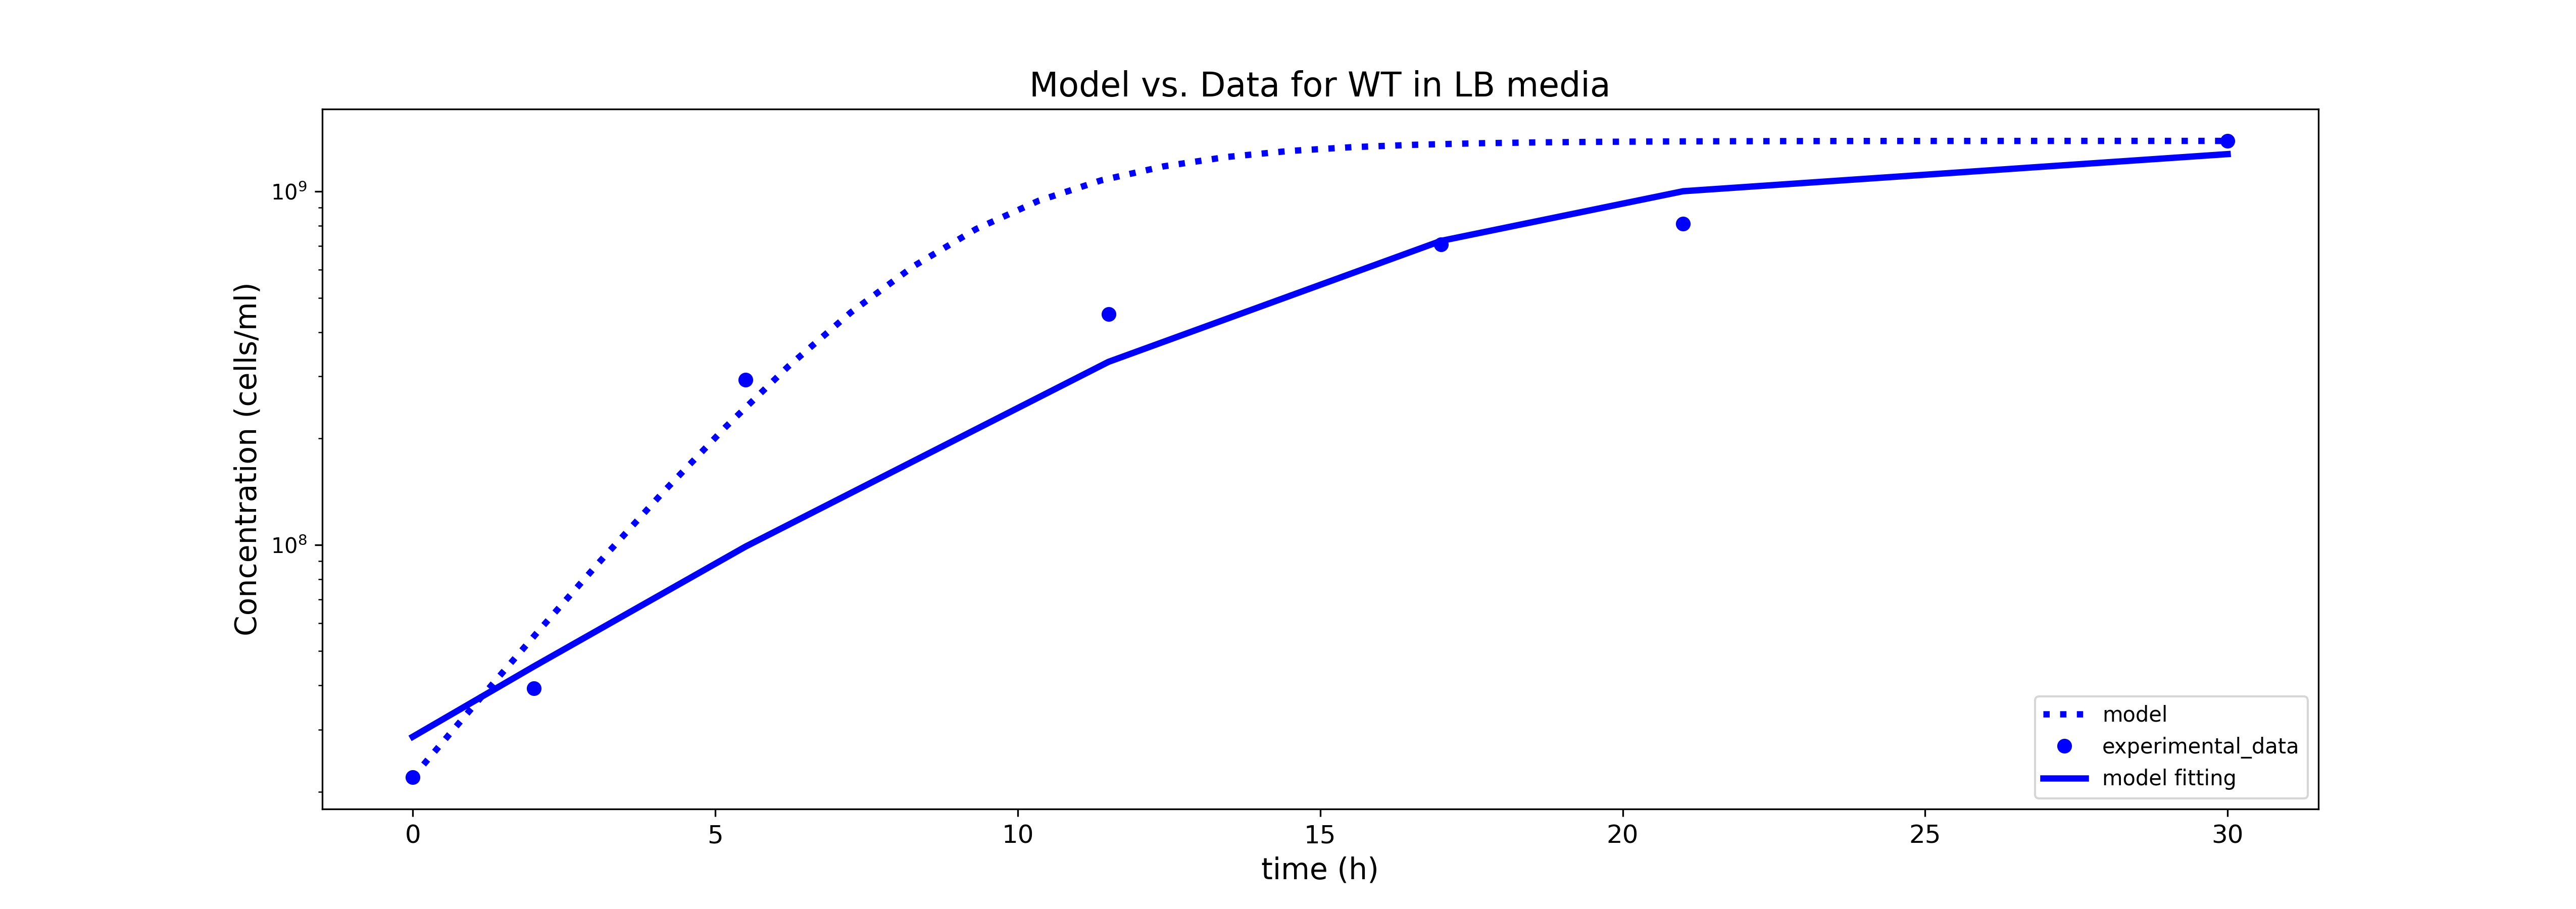 Model vs. Data for WT in LB media
Concentration (cells/ml)
10⁹
10⁸
0 5 10 15 20 25 30
time (h)
model
experimental_data
model fitting